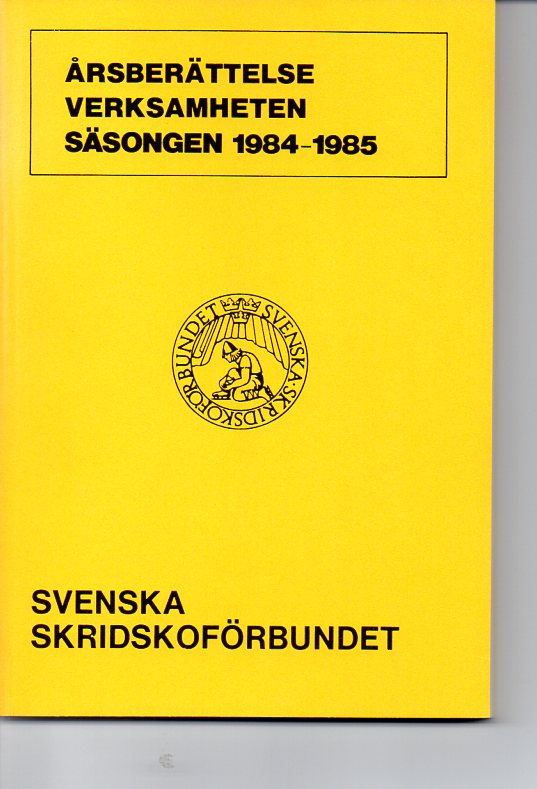 ÅRSBERÄTTELSE
VERKSAMHETEN
SÄSONGEN 1984-1985
SVENSKA·SKRIDSKOFÖRBUNDET
SVENSKA
SKRIDSKOFÖRBUNDET